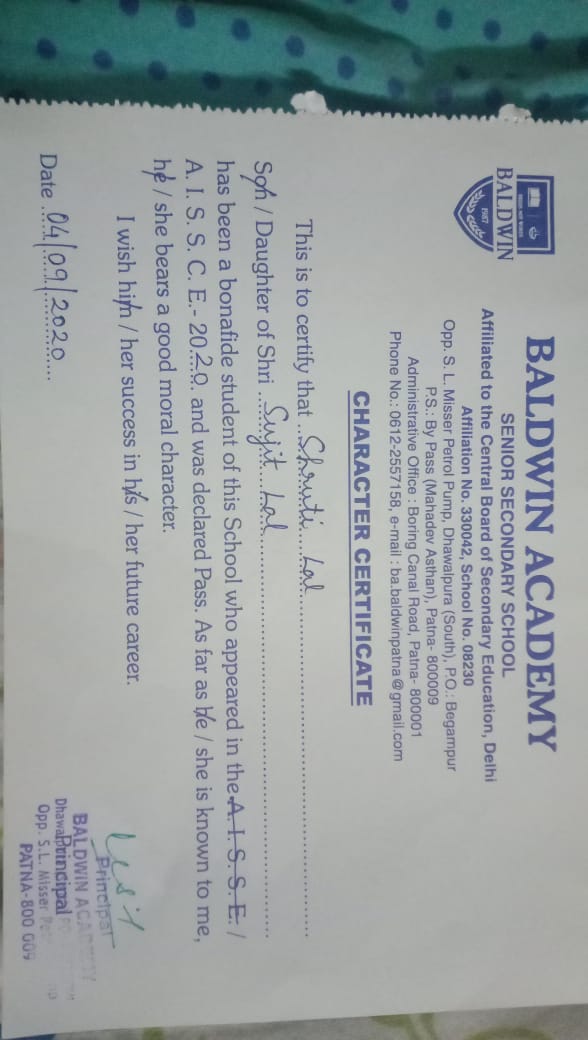 BALDWIN
1987
BALDWIN ACADEMY
SENIOR SECONDARY SCHOOL
Affiliated to the Central Board of Secondary Education, Delhi
Affiliation No. 330042, School No. 08230
Opp. S. L. Misser Petrol Pump, Dhawalpura (South), P.O.: Begampur
P.S.: By Pass (Mahadev Asthan), Patna- 800009
Administrative Office : Boring Canal Road, Patna- 800001
Phone No.: 0612-2557158, e-mail : ba.baldwinpatna@gmail.com
CHARACTER CERTIFICATE
This is to certify that Shruti Lal
Son / Daughter of Shri Sujit Lal
has been a bonafide student of this School who appeared in the A. I. S. S. E. /
A. I. S. S. C. E.- 2020 and was declared Pass. As far as he / she is known to me,
he / she bears a good moral character.
I wish him / her success in his / her future career.
Date 04/09/2020
Principal
BALDWIN ACADEMY
Principal
Opp. S.L. Misser
PATNA-800 009